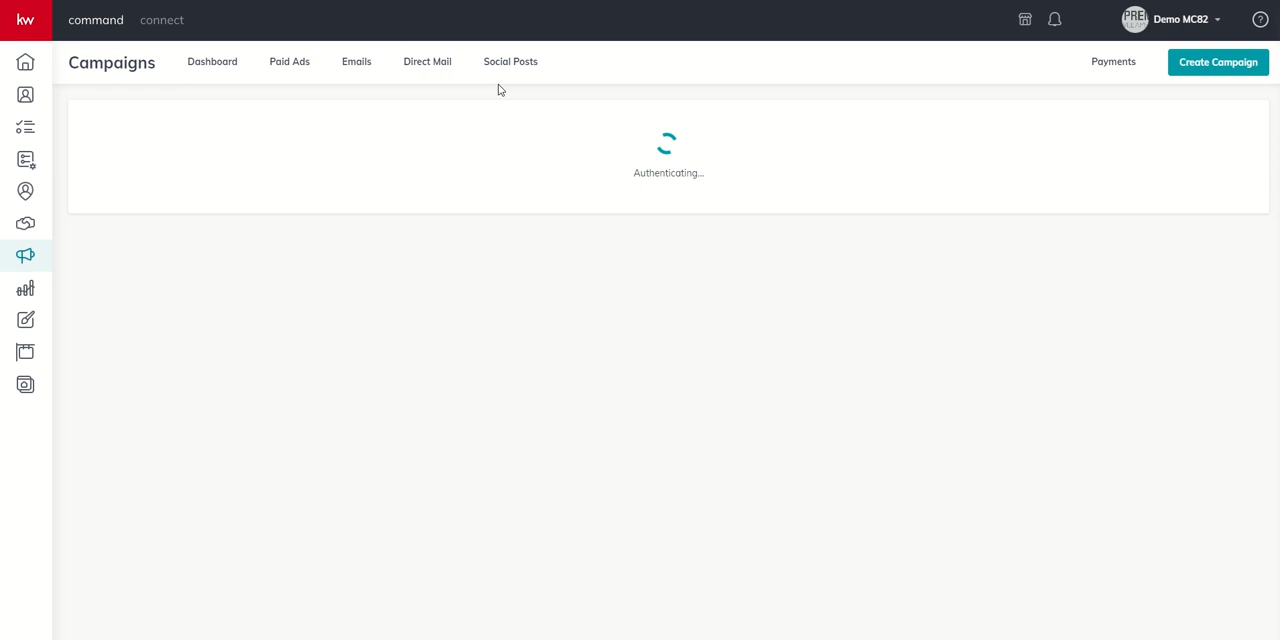 kw command connect Demo MC82 ?
Campaigns Dashboard Paid Ads Emails Direct Mail Social Posts Payments Create Campaign
Authenticating...